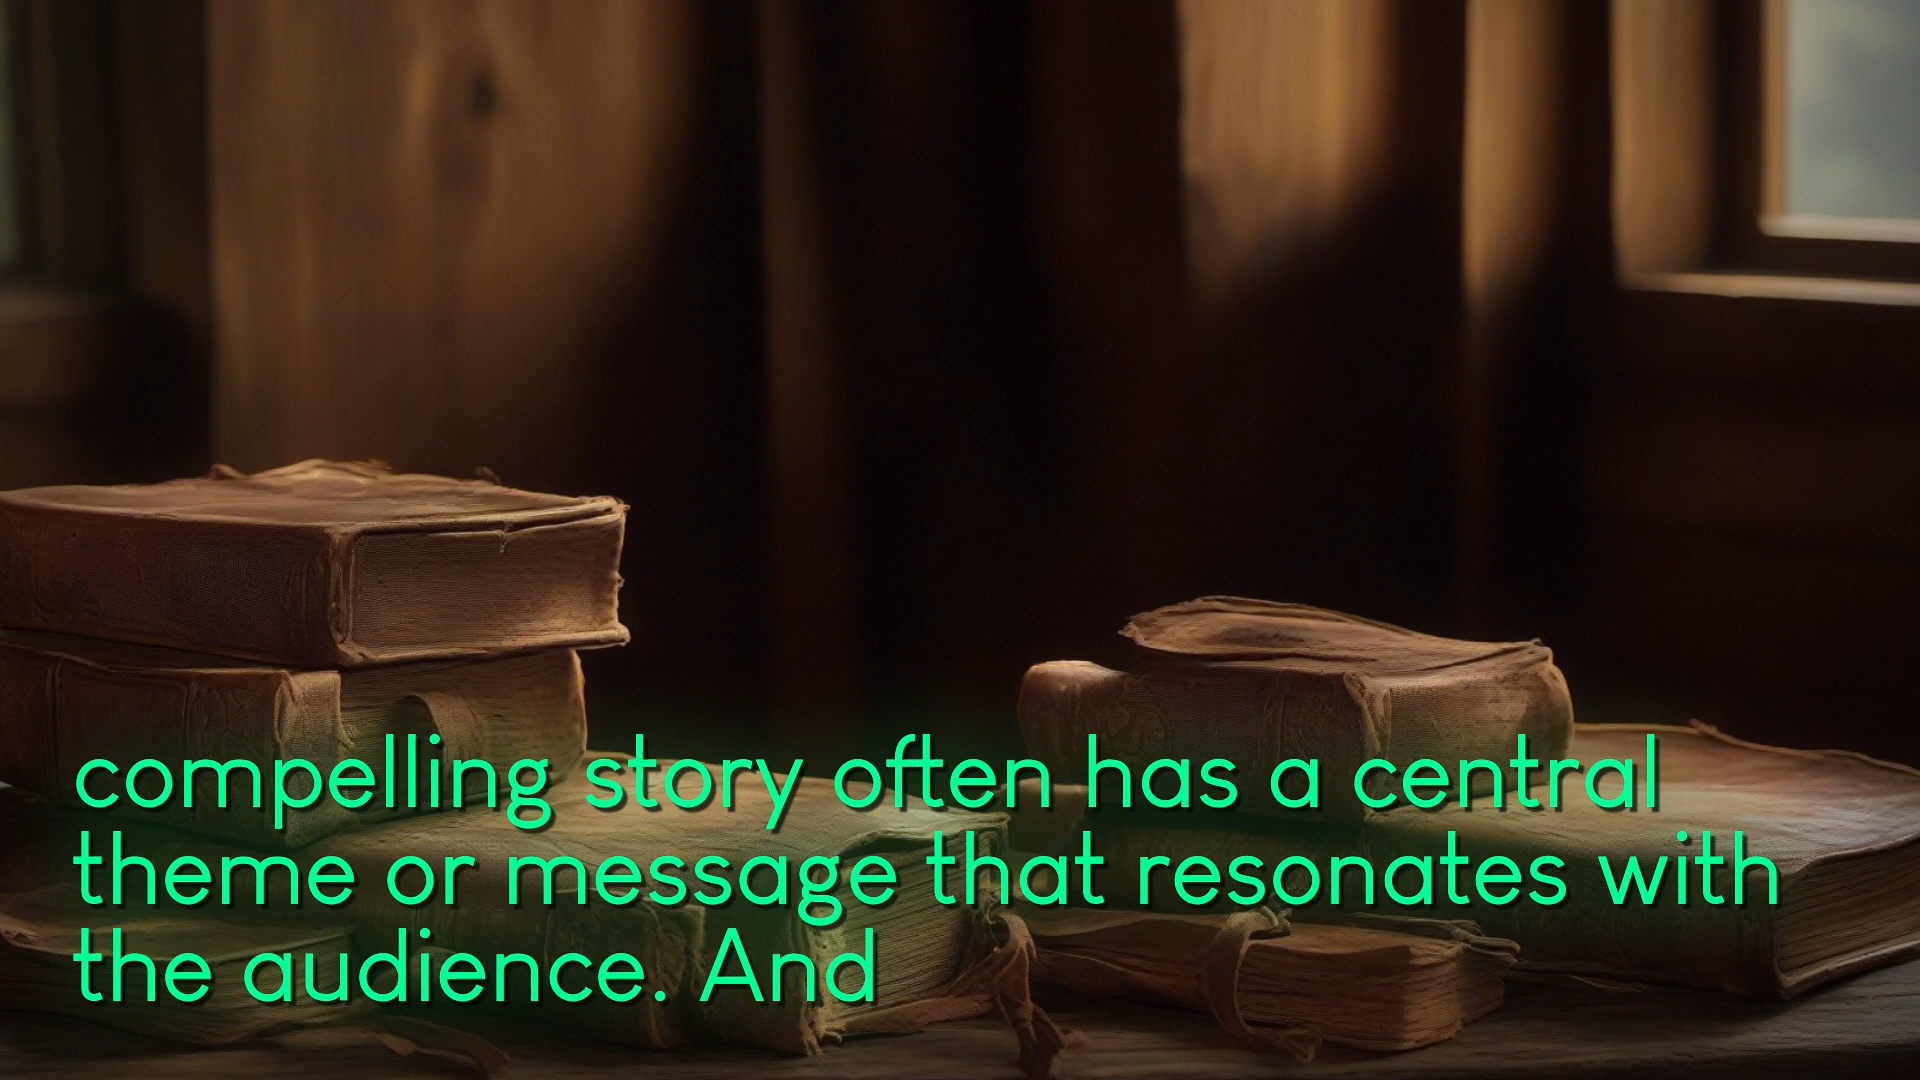 compelling story often has a central
theme or message that resonates with
the audience. And